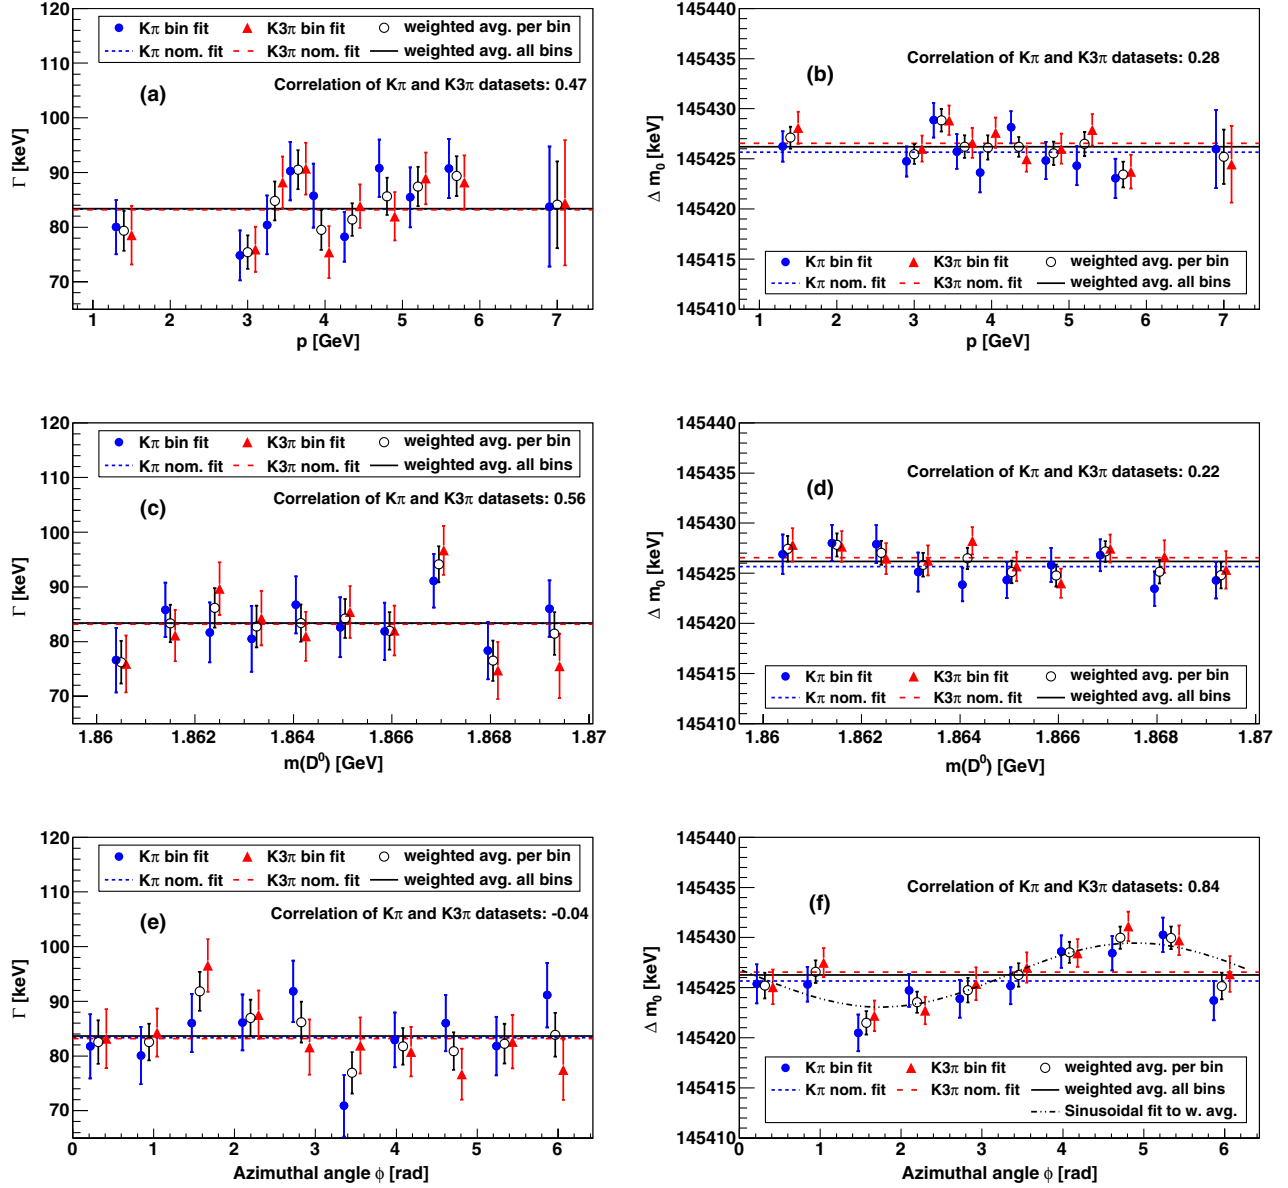 120
110
100
90
80
70
Γ [keV]
Kπ bin fit K3π bin fit weighted avg. per bin
Kπ nom. fit K3π nom. fit weighted avg. all bins
Correlation of Kπ and K3π datasets: 0.47
(a)
1 2 3 4 5 6 7
p [GeV]
145440
145435
145430
145425
145420
145415
145410
Δ m0 [keV]
Correlation of Kπ and K3π datasets: 0.28
(b)
Kπ bin fit K3π bin fit weighted avg. per bin
Kπ nom. fit K3π nom. fit weighted avg. all bins
1 2 3 4 5 6 7
p [GeV]
120
110
100
90
80
70
Γ [keV]
Kπ bin fit K3π bin fit weighted avg. per bin
Kπ nom. fit K3π nom. fit weighted avg. all bins
Correlation of Kπ and K3π datasets: 0.56
(c)
1.86 1.862 1.864 1.866 1.868 1.87
m(D⁰) [GeV]
145440
145435
145430
145425
145420
145415
145410
Δ m0 [keV]
Correlation of Kπ and K3π datasets: 0.22
(d)
Kπ bin fit K3π bin fit weighted avg. per bin
Kπ nom. fit K3π nom. fit weighted avg. all bins
1.86 1.862 1.864 1.866 1.868 1.87
m(D⁰) [GeV]
120
110
100
90
80
70
Γ [keV]
Kπ bin fit K3π bin fit weighted avg. per bin
Kπ nom. fit K3π nom. fit weighted avg. all bins
Correlation of Kπ and K3π datasets: -0.04
(e)
0 1 2 3 4 5 6
Azimuthal angle ϕ [rad]
145440
145435
145430
145425
145420
145415
145410
Δ m0 [keV]
Correlation of Kπ and K3π datasets: 0.84
(f)
Kπ bin fit K3π bin fit weighted avg. per bin
Kπ nom. fit K3π nom. fit weighted avg. all bins
Sinusoidal fit to w. avg.
0 1 2 3 4 5 6
Azimuthal angle ϕ [rad]